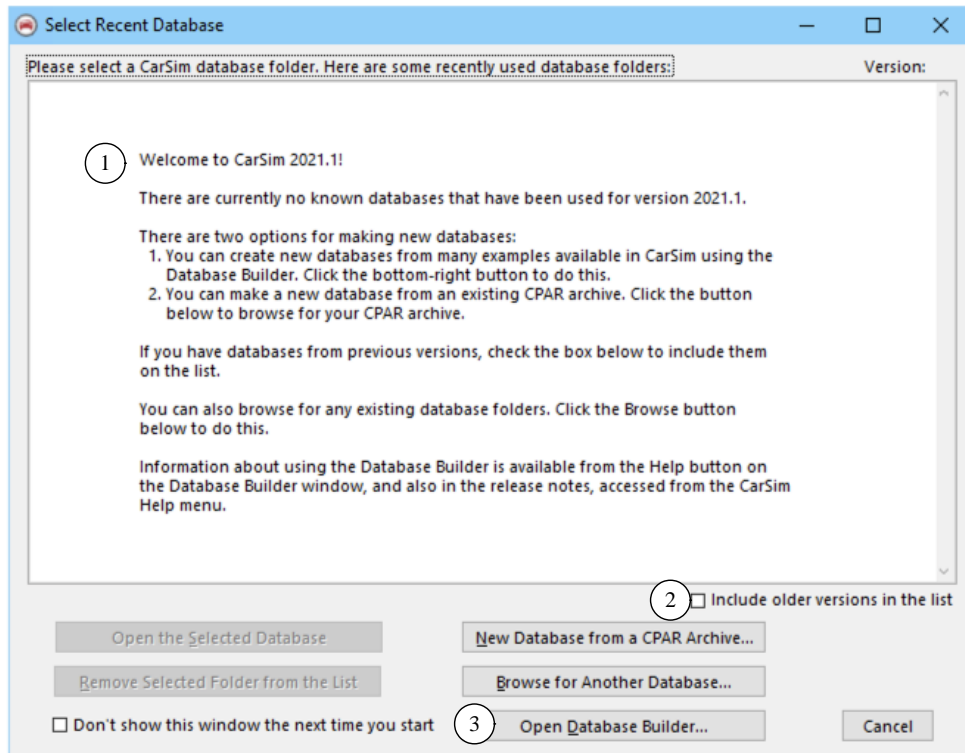 Select Recent Database
Please select a CarSim database folder. Here are some recently used database folders: Version:
1 Welcome to CarSim 2021.1!
There are currently no known databases that have been used for version 2021.1.
There are two options for making new databases:
1. You can create new databases from many examples available in CarSim using the
Database Builder. Click the bottom-right button to do this.
2. You can make a new database from an existing CPAR archive. Click the button
below to browse for your CPAR archive.
If you have databases from previous versions, check the box below to include them
on the list.
You can also browse for any existing database folders. Click the Browse button
below to do this.
Information about using the Database Builder is available from the Help button on
the Database Builder window, and also in the release notes, accessed from the CarSim
Help menu.
2 Include older versions in the list
Open the Selected Database New Database from a CPAR Archive...
Remove Selected Folder from the List Browse for Another Database...
Don't show this window the next time you start 3 Open Database Builder... Cancel